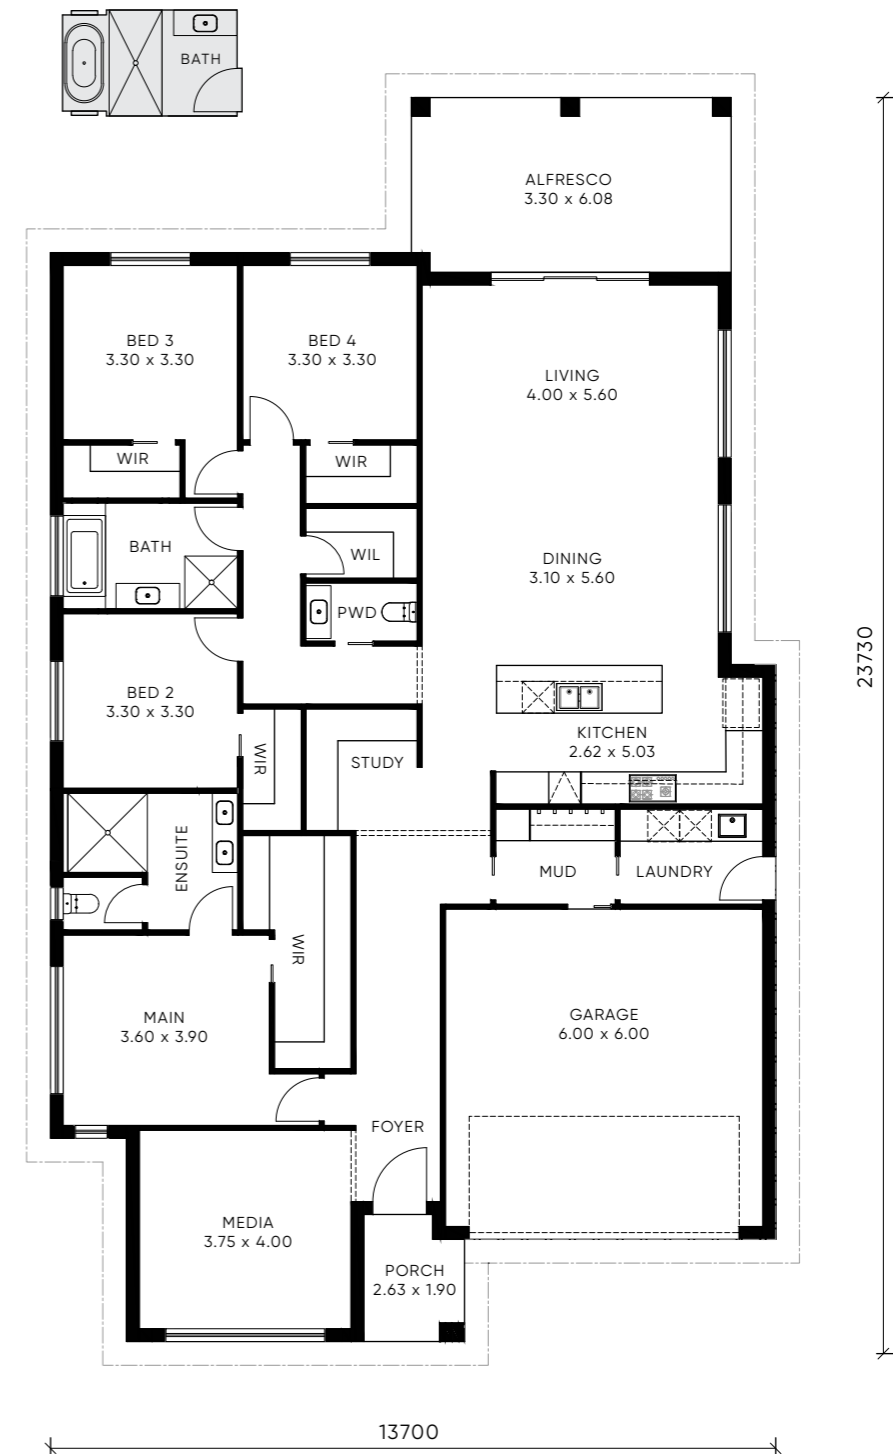 BATH
ALFRESCO
3.30 x 6.08
BED 3
3.30 x 3.30
BED 4
3.30 x 3.30
LIVING
4.00 x 5.60
WIR
WIR
BATH
WIL
DINING
3.10 x 5.60
PWD
23730
BED 2
3.30 x 3.30
WIR
STUDY
KITCHEN
2.62 x 5.03
ENSUITE
MUD
LAUNDRY
WIR
MAIN
3.60 x 3.90
GARAGE
6.00 x 6.00
FOYER
MEDIA
3.75 x 4.00
PORCH
2.63 x 1.90
13700